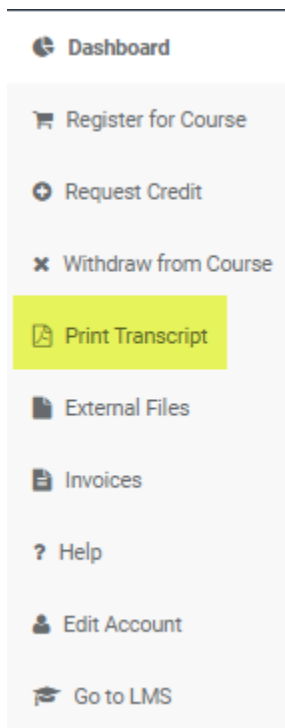 Dashboard
Register for Course
Request Credit
Withdraw from Course
Print Transcript
External Files
Invoices
? Help
Edit Account
Go to LMS